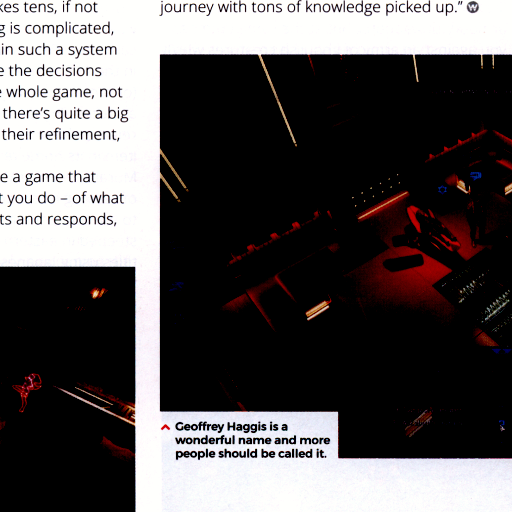 kes tens, if not
g is complicated,
in such a system
e the decisions
e whole game, not
there's quite a big
their refinement,
e a game that
t you do – of what
ts and responds,
journey with tons of knowledge picked up."
Geoffrey Haggis is a
wonderful name and more
people should be called it.